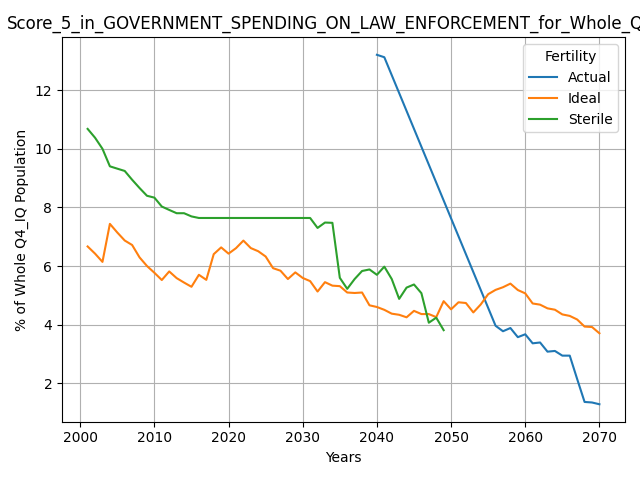 Score_5_in_GOVERNMENT_SPENDING_ON_LAW_ENFORCEMENT_for_Whole_Q
Fertility
Actual
Ideal
Sterile
% of Whole Q4_IQ Population
12
10
8
6
4
2
2000 2010 2020 2030 2040 2050 2060 2070
Years